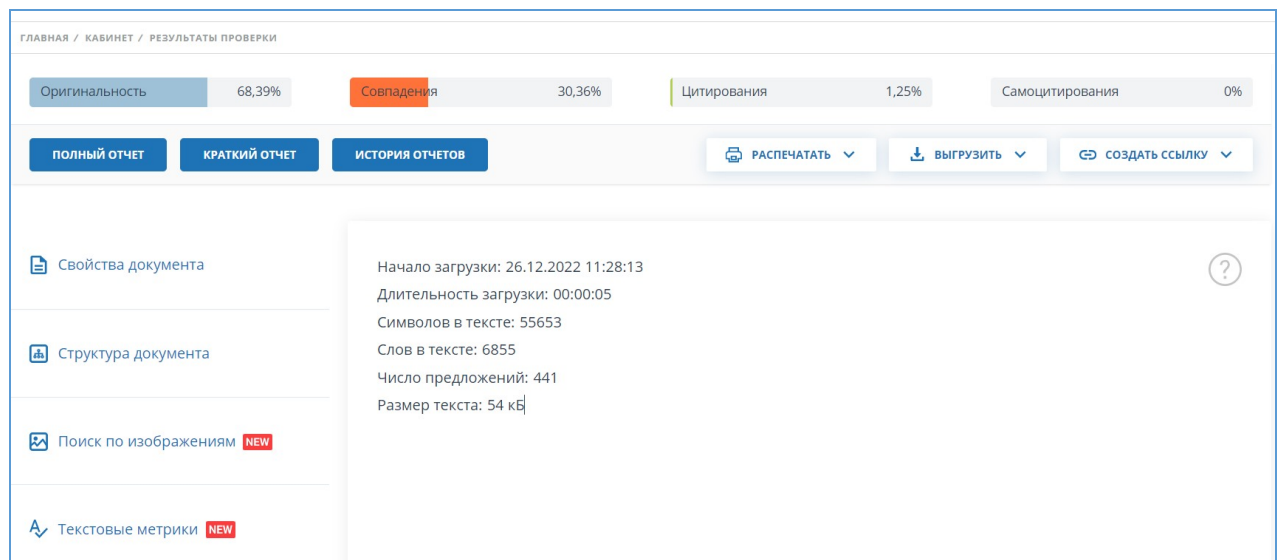 ГЛАВНАЯ / КАБИНЕТ / РЕЗУЛЬТАТЫ ПРОВЕРКИ
Оригинальность 68,39% Совпадения 30,36% Цитирования 1,25% Самоцитирования 0%
ПОЛНЫЙ ОТЧЕТ КРАТКИЙ ОТЧЕТ ИСТОРИЯ ОТЧЕТОВ РАСПЕЧАТАТЬ ВЫГРУЗИТЬ СОЗДАТЬ ССЫЛКУ
Свойства документа
Структура документа
Поиск по изображениям NEW
Текстовые метрики NEW
Начало загрузки: 26.12.2022 11:28:13
Длительность загрузки: 00:00:05
Символов в тексте: 55653
Слов в тексте: 6855
Число предложений: 441
Размер текста: 54 кБ
?